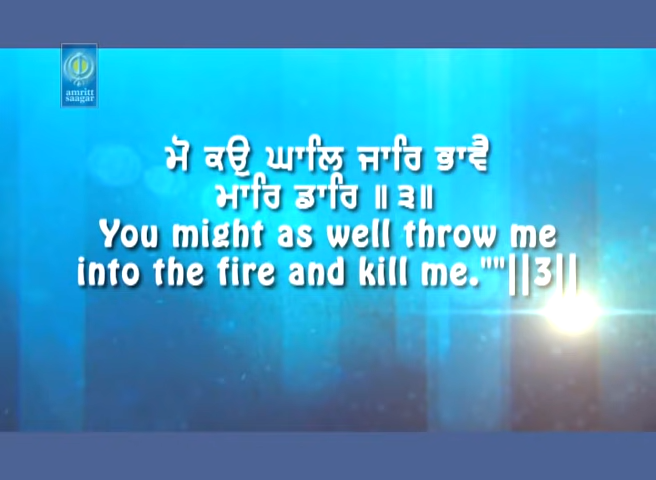 amritt
saagar
ਮੋ ਕਉ ਘਾਲਿ ਜਾਰਿ ਭਾਵੈ
ਮਾਰਿ ਡਾਰਿ ॥੩॥
You might as well throw me
into the fire and kill me.""||3||